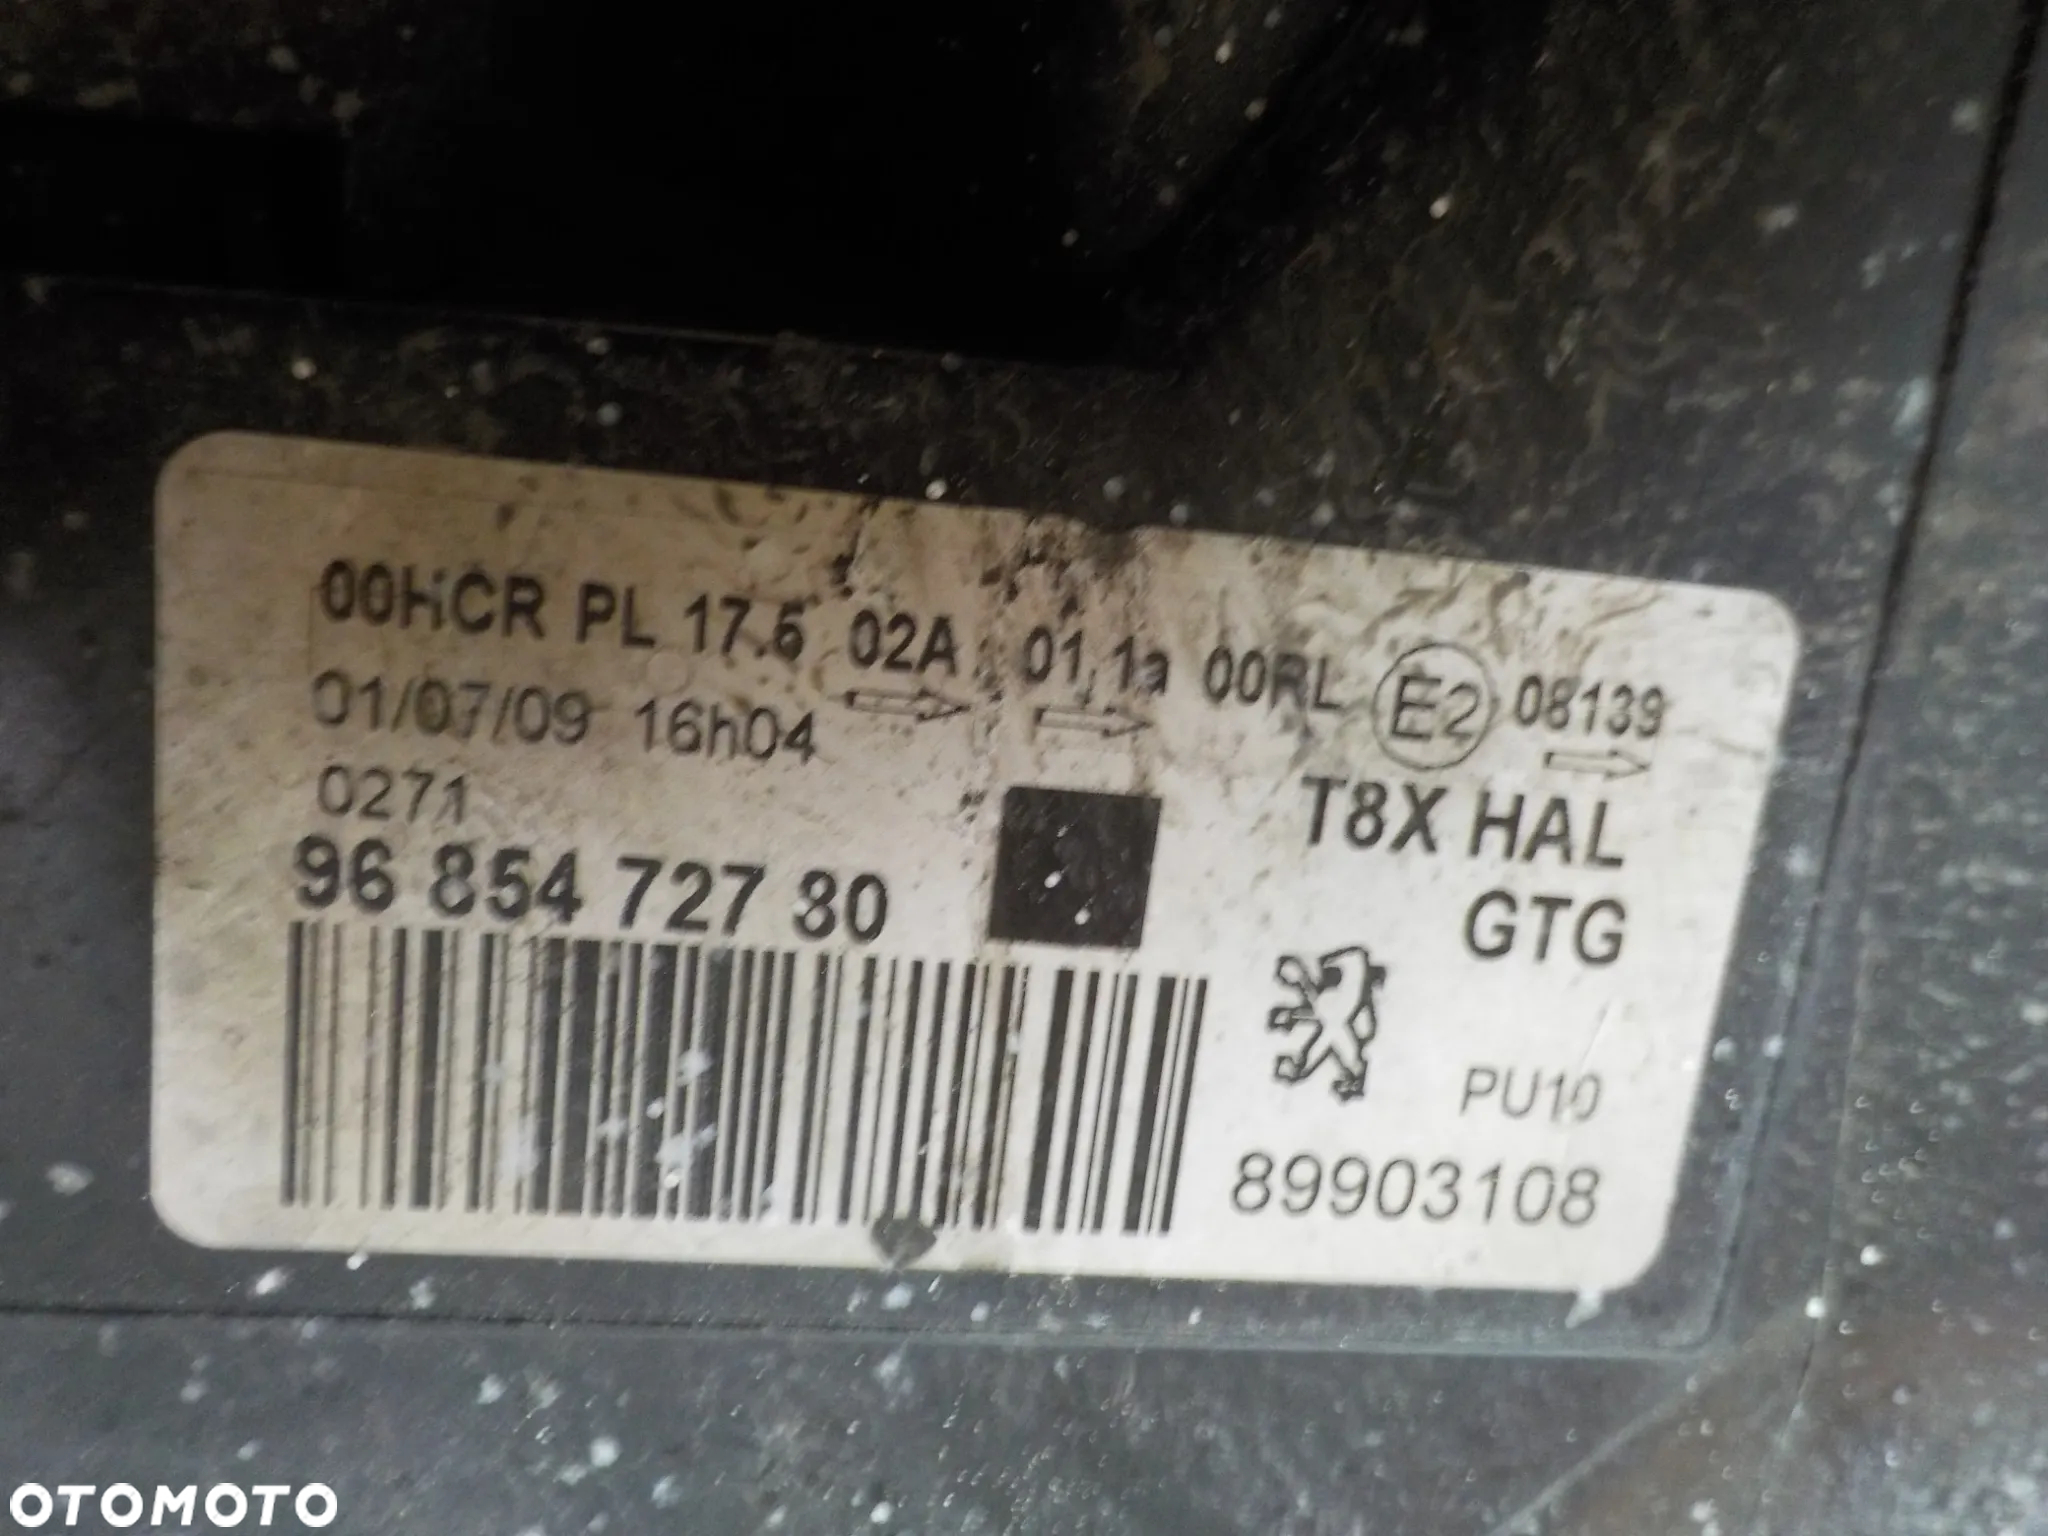 00HCR PL 17.5 02A 01,1a 00RL E2 08139
01/07/09 16h04
0271
T8X HAL
96 854 727 80
GTG
PU10
89903108
OTOMOTO